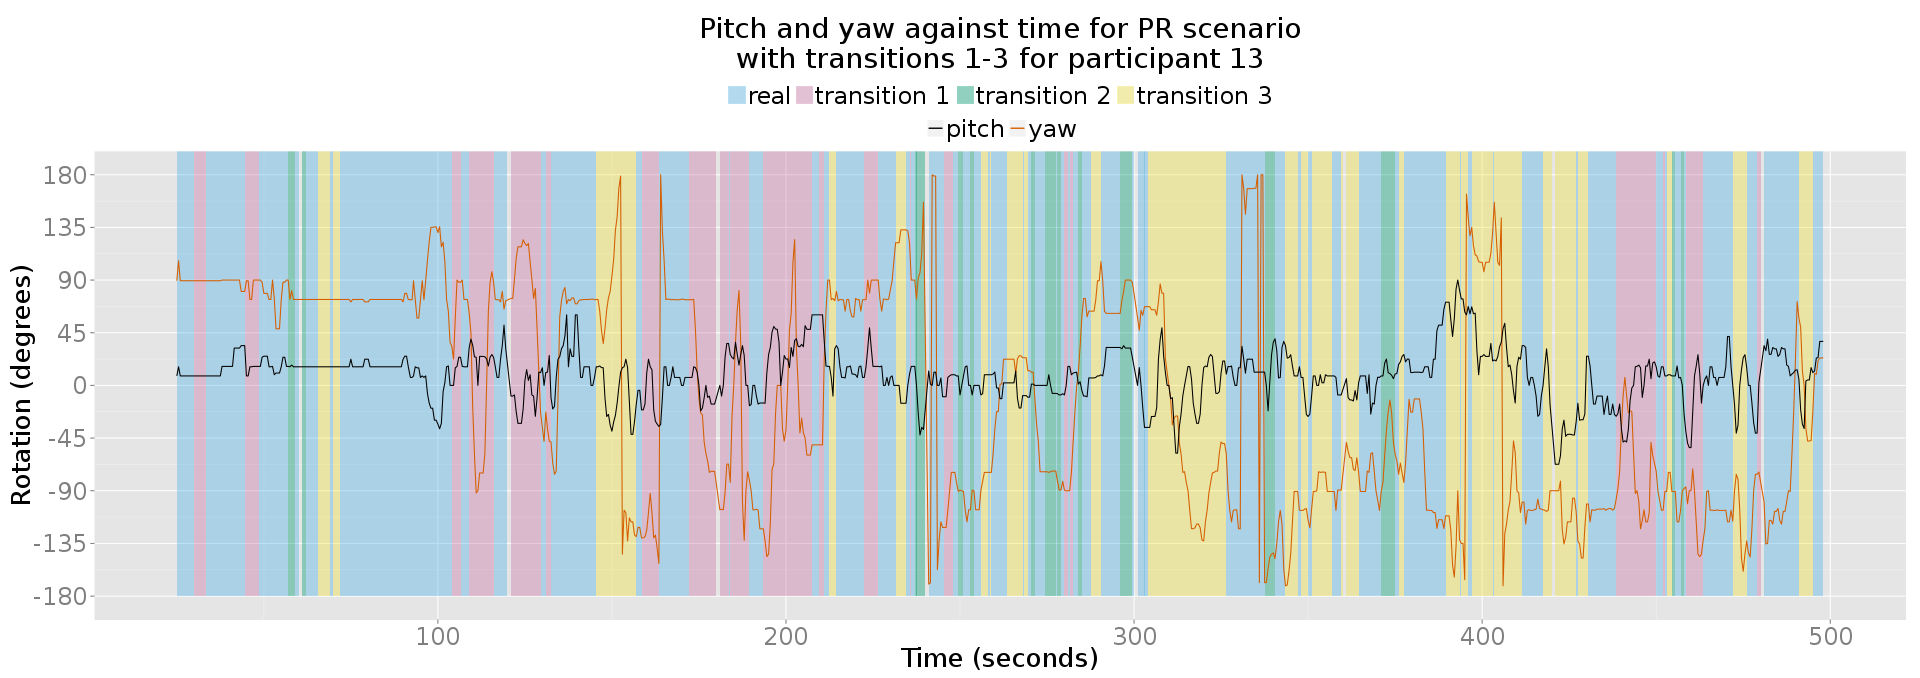 Pitch and yaw against time for PR scenario
with transitions 1-3 for participant 13
real transition 1 transition 2 transition 3
pitch yaw
Rotation (degrees)
180
135
90
45
0
-45
-90
-135
-180
100 200 300 400 500
Time (seconds)